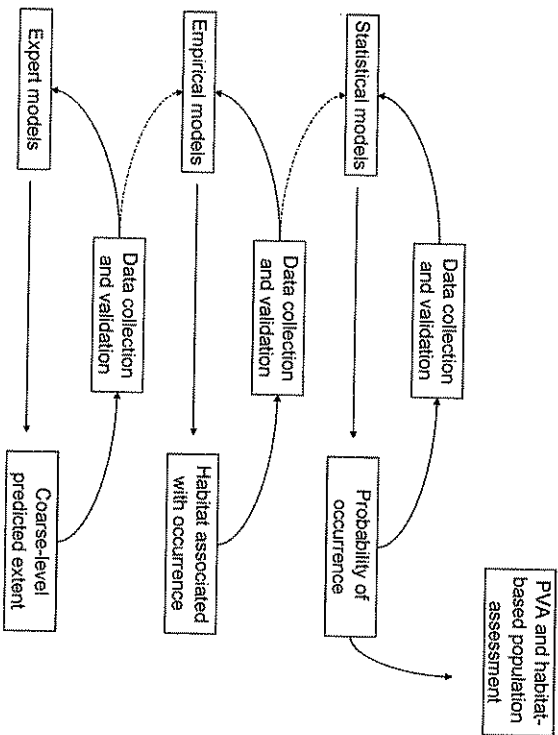 PVA and habitat-
based population
assessment
Data collection
and validation
Statistical models
Probability of
occurrence
Data collection
and validation
Empirical models
Habitat associated
with occurrence
Data collection
and validation
Expert models
Coarse-level
predicted extent